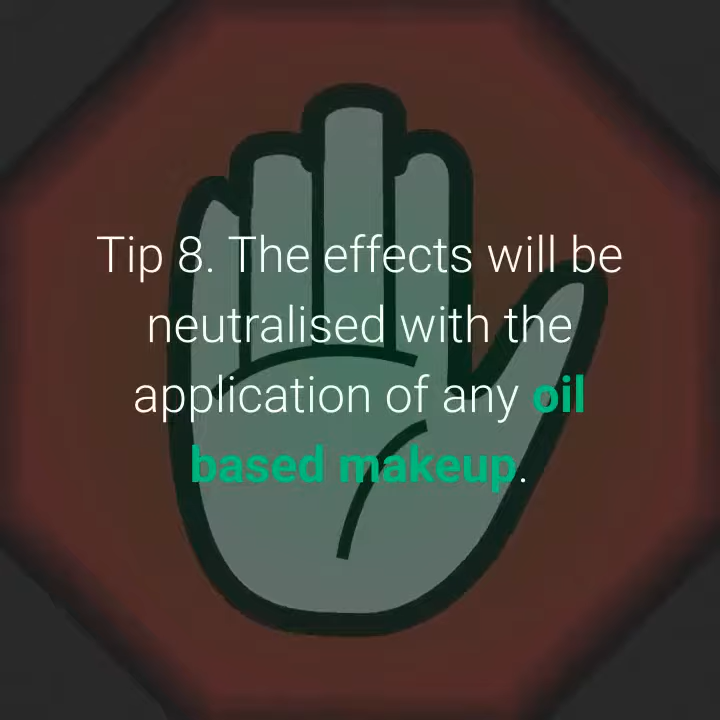 Tip 8. The effects will be
neutralised with the
application of any oil
based makeup.